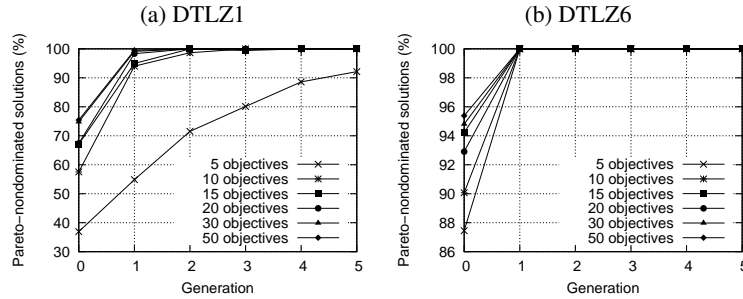 (a) DTLZ1
Pareto-nondominated solutions (%)
100
90
80
70
60
50
40
30
0 1 2 3 4 5
Generation
5 objectives
10 objectives
15 objectives
20 objectives
30 objectives
50 objectives
(b) DTLZ6
Pareto-nondominated solutions (%)
100
98
96
94
92
90
88
86
0 1 2 3 4 5
Generation
5 objectives
10 objectives
15 objectives
20 objectives
30 objectives
50 objectives